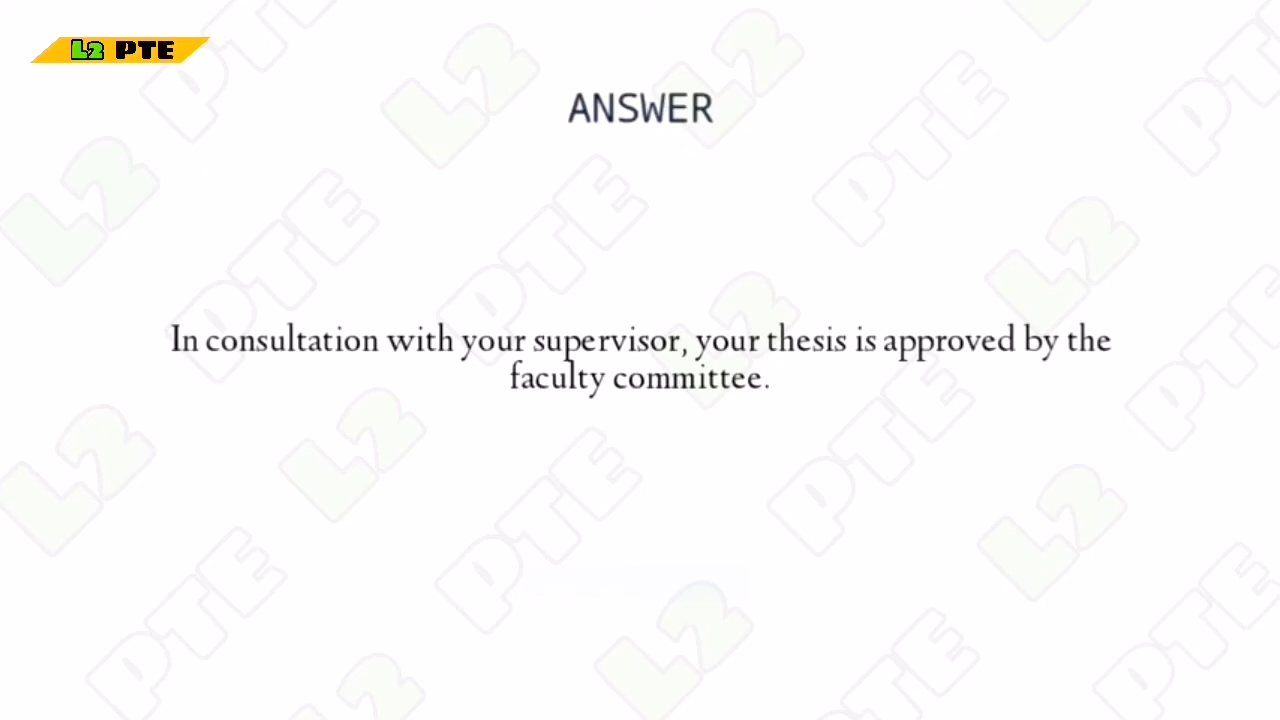 L2 PTE
ANSWER
In consultation with your supervisor, your thesis is approved by the
faculty committee.